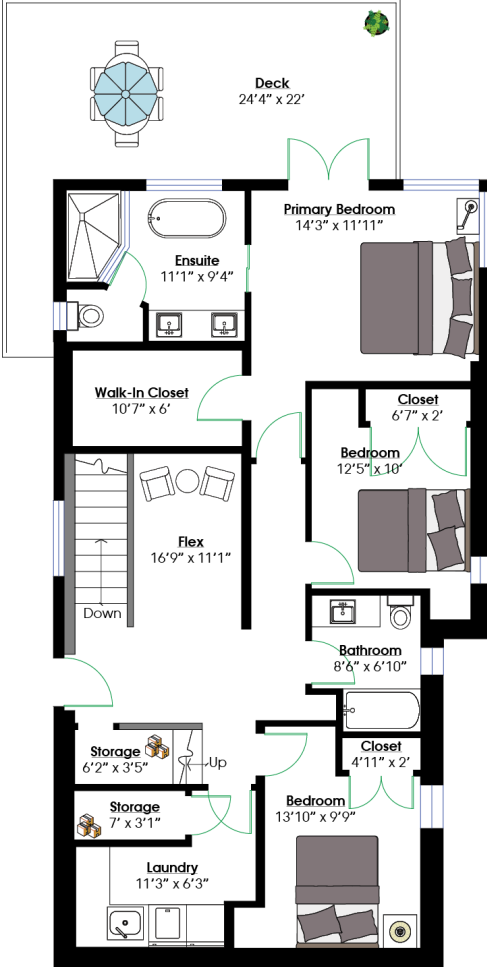 Deck
24'4" x 22'
Primary Bedroom
14'3" x 11'11"
Ensuite
11'1" x 9'4"
Walk-In Closet
10'7" x 6'
Closet
6'7" x 2'
Bedroom
12'5" x 10'
Flex
16'9" x 11'1"
Down
Bathroom
8'6" x 6'10"
Storage
6'2" x 3'5"
Up
Closet
4'11" x 2'
Storage
7' x 3'1"
Bedroom
13'10" x 9'9"
Laundry
11'3" x 6'3"